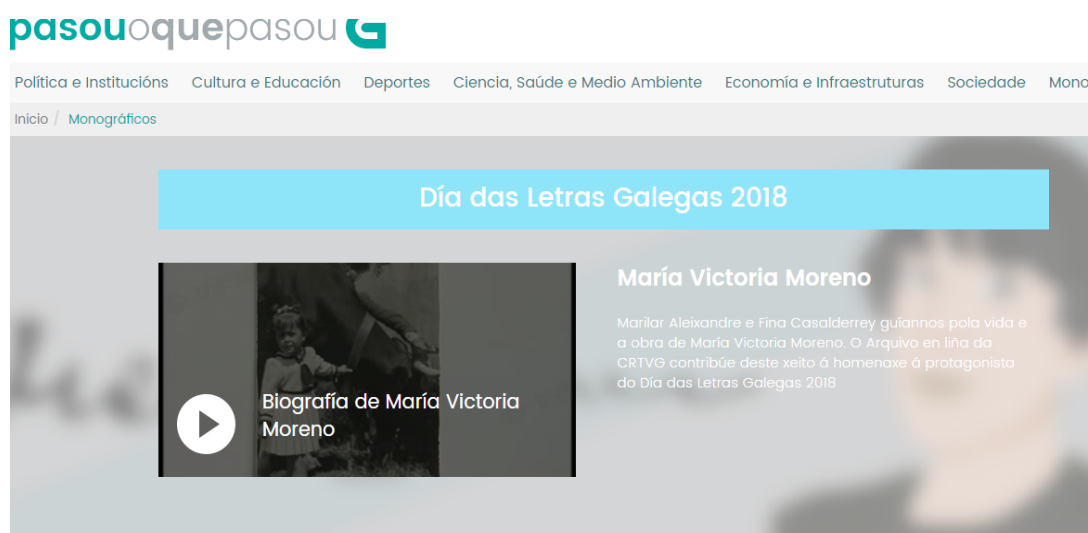 pasouoquepasou
Política e Institucións Cultura e Educación Deportes Ciencia, Saúde e Medio Ambiente Economía e Infraestruturas Sociedade
Inicio / Monográficos
Día das Letras Galegas 2018
María Victoria Moreno
Marilar Aleixandre e Fina Casalderrey guíannos pola vida e
a obra de María Victoria Moreno. O Arquivo en liña da
CRTVG contribúe deste xeito á homenaxe á protagonista
do Día das Letras Galegas 2018
Biografía de María Victoria
Moreno